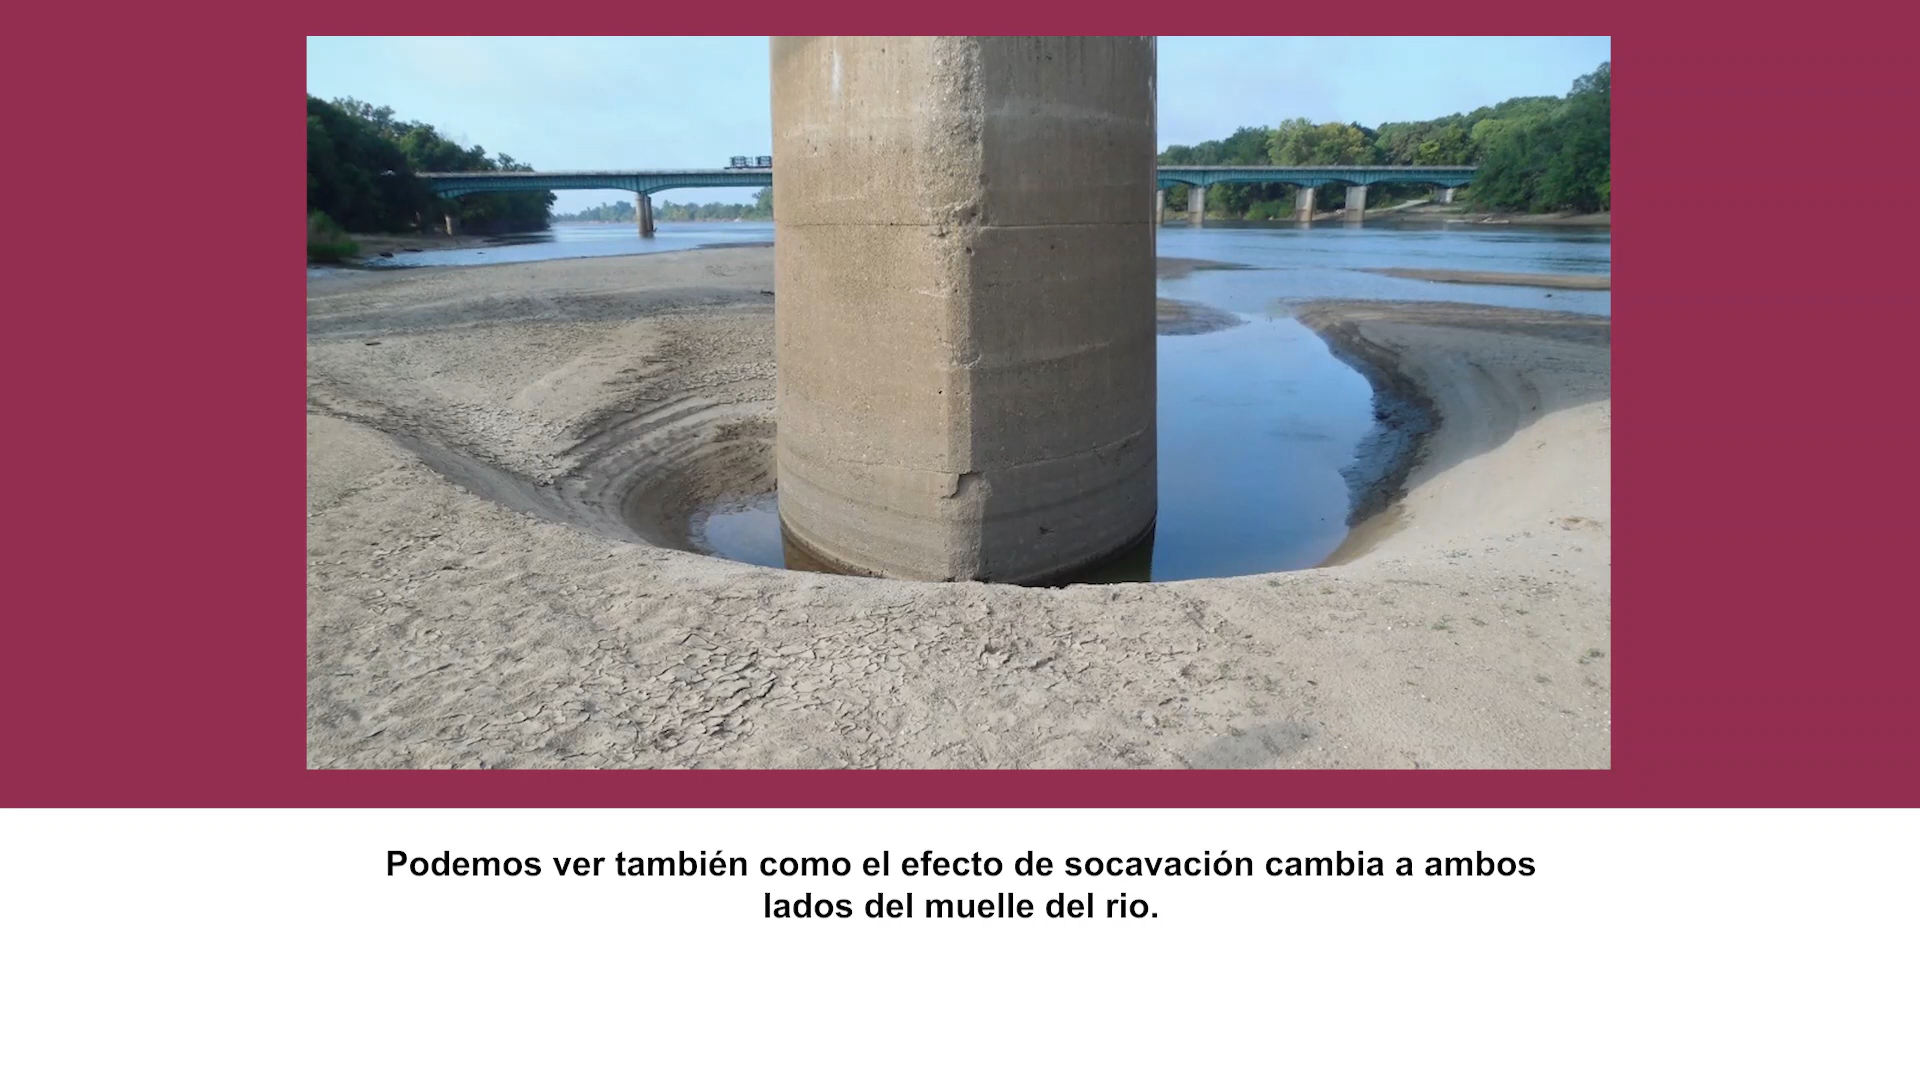 Podemos ver también como el efecto de socavación cambia a ambos
lados del muelle del rio.